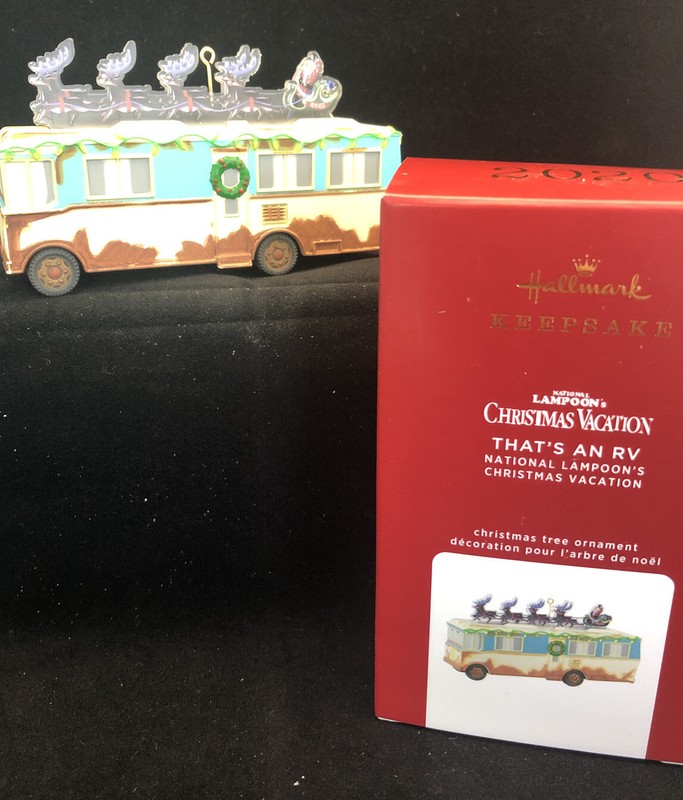 NOEL
2020
Hallmark
KEEPSAKE
NATIONAL
LAMPOON'S
CHRISTMAS VACATION
THAT'S AN RV
NATIONAL LAMPOON'S
CHRISTMAS VACATION
christmas tree ornament
décoration pour l'arbre de noël